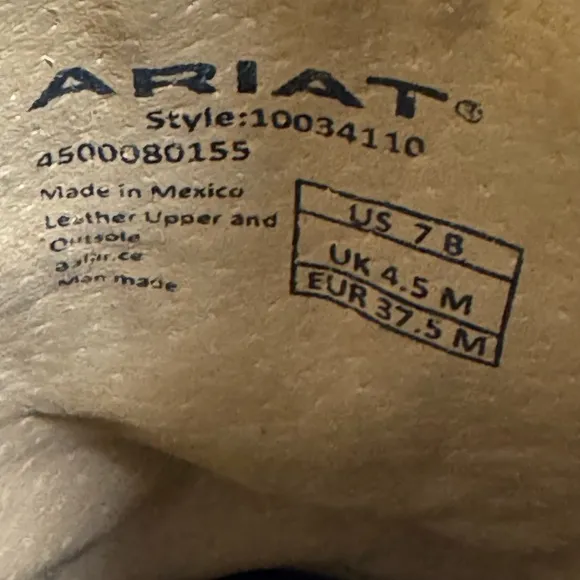 ARIAT®
Style:10034110
4500080155
Made in Mexico
Leather Upper and
Outsole
Man made
US 7 B
UK 4.5 M
EUR 37.5 M